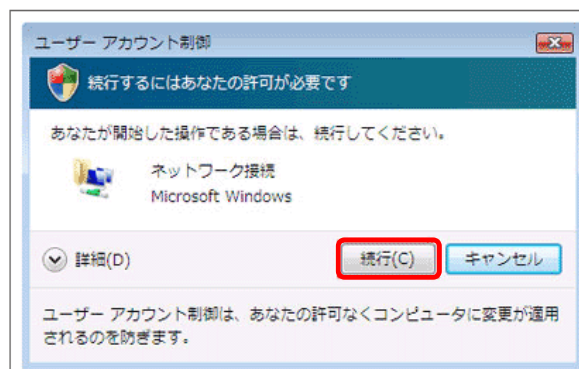 ユーザー アカウント制御
続行するにはあなたの許可が必要です
あなたが開始した操作である場合は、続行してください。
ネットワーク接続
Microsoft Windows
詳細(D)
続行(C)
キャンセル
ユーザー アカウント制御は、あなたの許可なくコンピュータに変更が適用
されるのを防ぎます。